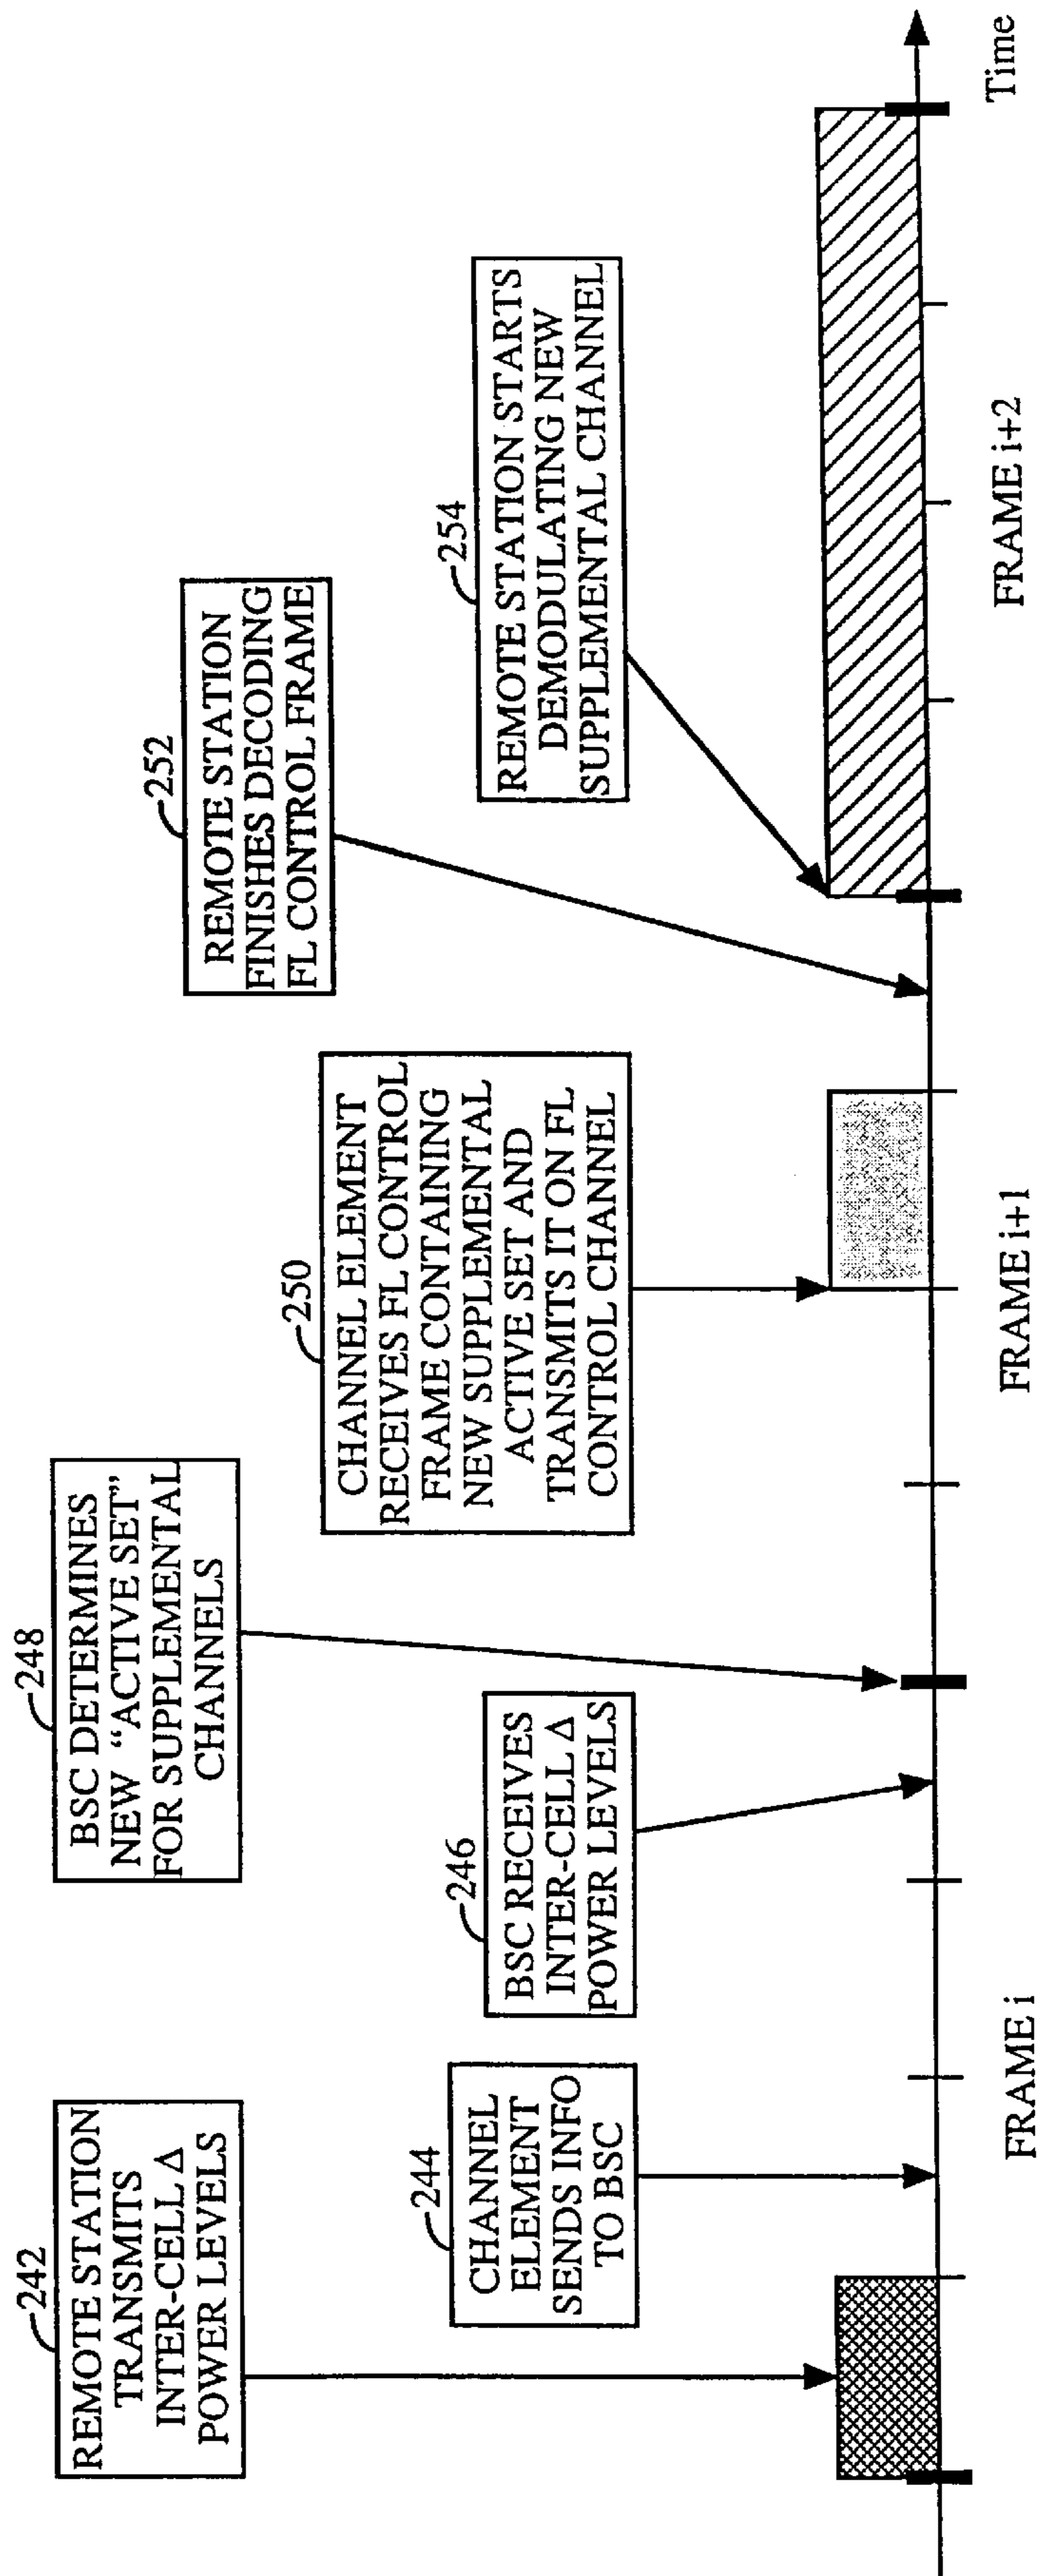 242
REMOTE STATION
TRANSMITS
INTER-CELL Δ
POWER LEVELS
244
CHANNEL
ELEMENT
SENDS INFO
TO BSC
246
BSC RECEIVES
INTER-CELL Δ
POWER LEVELS
248
BSC DETERMINES
NEW “ACTIVE SET”
FOR SUPPLEMENTAL
CHANNELS
250
CHANNEL ELEMENT
RECEIVES FL CONTROL
FRAME CONTAINING
NEW SUPPLEMENTAL
ACTIVE SET AND
TRANSMITS IT ON FL
CONTROL CHANNEL
252
REMOTE STATION
FINISHES DECODING
FL CONTROL FRAME
254
REMOTE STATION STARTS
DEMODULATING NEW
SUPPLEMENTAL CHANNEL
FRAME i
FRAME i+1
FRAME i+2
Time